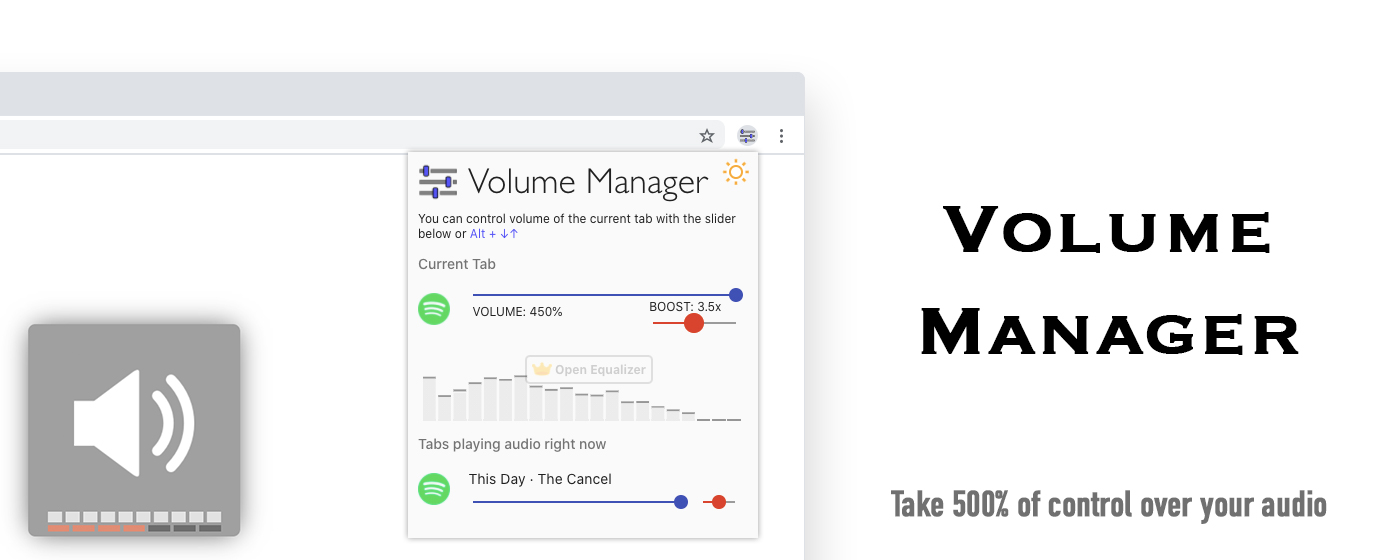 Volume Manager
You can control volume of the current tab with the slider
below or Alt + ↓↑
Current Tab
VOLUME: 450%
BOOST: 3.5x
Open Equalizer
Tabs playing audio right now
This Day · The Cancel
VOLUME
MANAGER
Take 500% of control over your audio